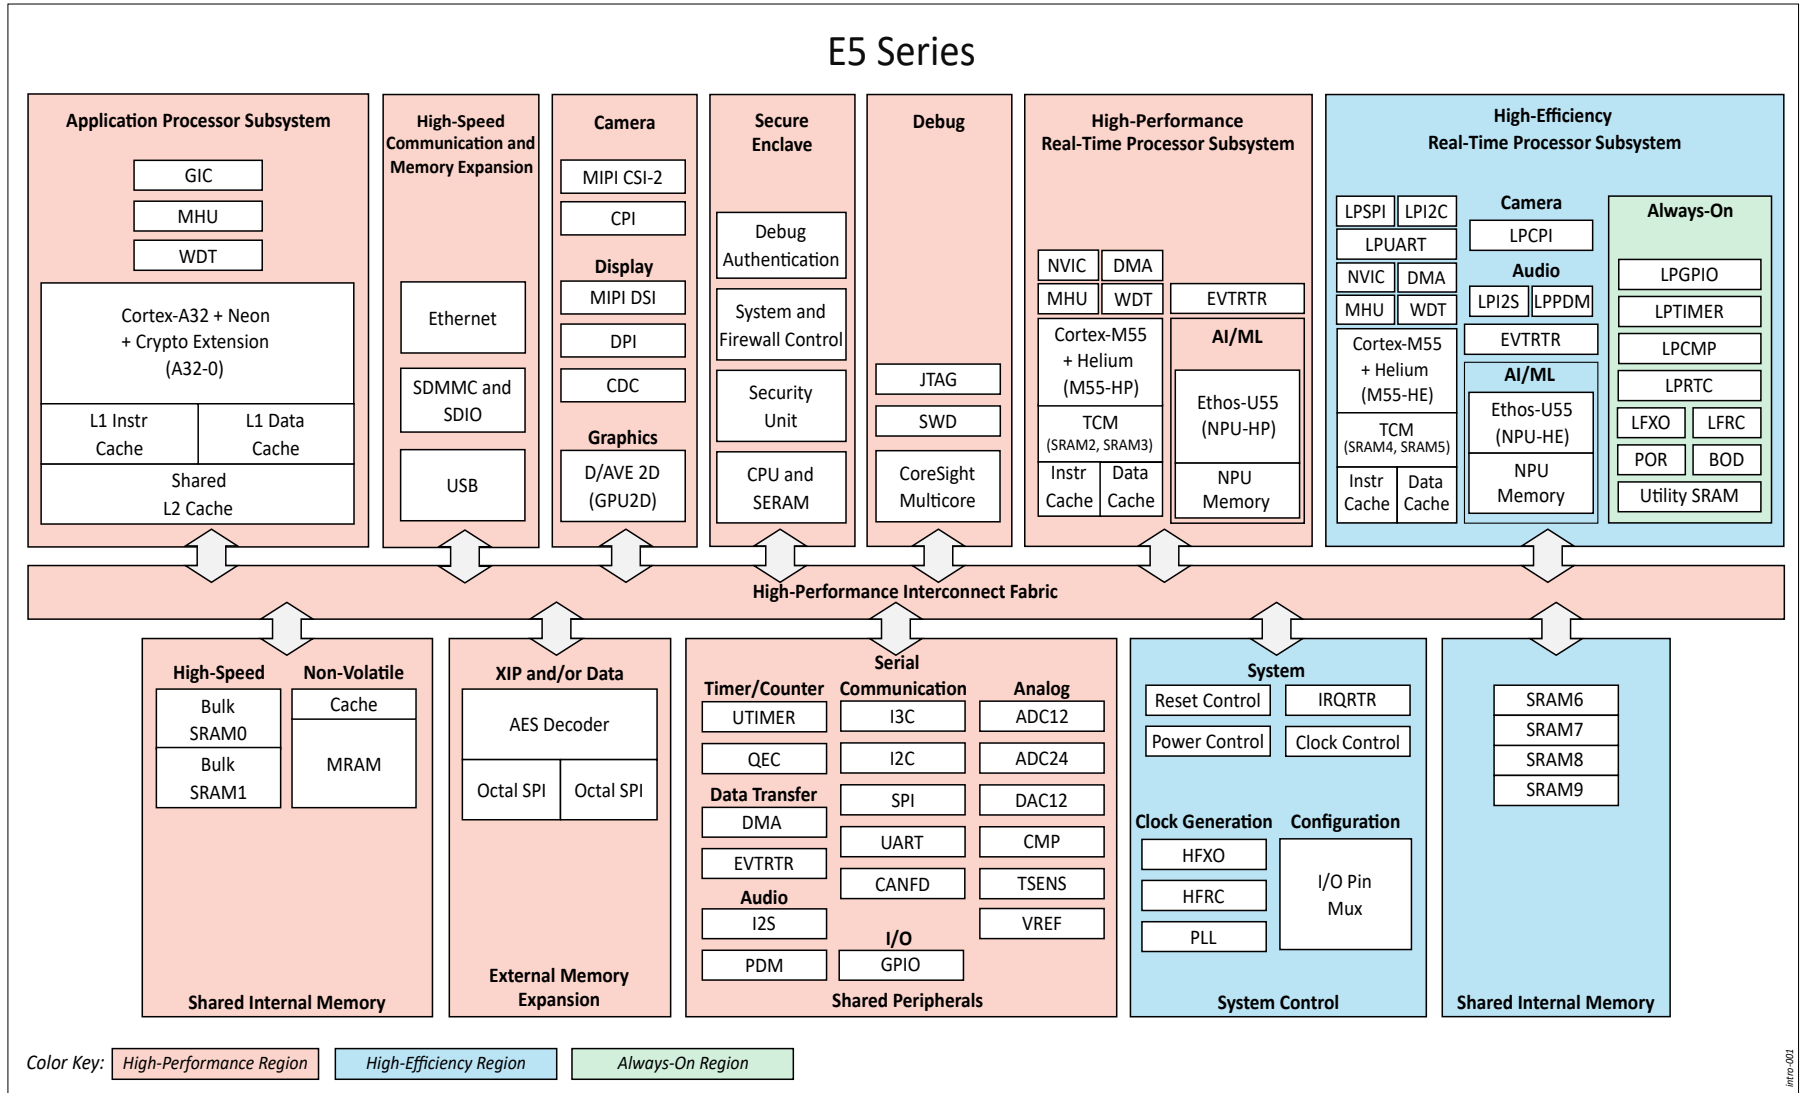 E5 Series
Application Processor Subsystem
GIC
MHU
WDT
Cortex-A32 + Neon
+ Crypto Extension
(A32-0)
L1 Instr
Cache
L1 Data
Cache
Shared
L2 Cache
High-Speed
Communication and
Memory Expansion
Ethernet
SDMMC and
SDIO
USB
Camera
MIPI CSI-2
CPI
Display
MIPI DSI
DPI
CDC
Graphics
D/AVE 2D
(GPU2D)
Secure
Enclave
Debug
Authentication
System and
Firewall Control
Security
Unit
CPU and
SERAM
Debug
JTAG
SWD
CoreSight
Multicore
High-Performance
Real-Time Processor Subsystem
NVIC
DMA
MHU
WDT
EVTRTR
Cortex-M55
+ Helium
(M55-HP)
TCM
(SRAM2, SRAM3)
Instr
Cache
Data
Cache
AI/ML
Ethos-U55
(NPU-HP)
NPU
Memory
High-Efficiency
Real-Time Processor Subsystem
LPSPI
LPI2C
LPUART
NVIC
DMA
MHU
WDT
Cortex-M55
+ Helium
(M55-HE)
TCM
(SRAM4, SRAM5)
Instr
Cache
Data
Cache
Camera
LPCPI
Audio
LPI2S
LPPDM
EVTRTR
AI/ML
Ethos-U55
(NPU-HE)
NPU
Memory
Always-On
LPGPIO
LPTIMER
LPCMP
LPRTC
LFXO
LFRC
POR
BOD
Utility SRAM
High-Performance Interconnect Fabric
High-Speed
Bulk
SRAM0
Bulk
SRAM1
Non-Volatile
Cache
MRAM
Shared Internal Memory
XIP and/or Data
AES Decoder
Octal SPI
Octal SPI
External Memory
Expansion
Timer/Counter
UTIMER
QEC
Data Transfer
DMA
EVTRTR
Audio
I2S
PDM
Serial
Communication
I3C
I2C
SPI
UART
CANFD
I/O
GPIO
Analog
ADC12
ADC24
DAC12
CMP
TSENS
VREF
Shared Peripherals
System
Reset Control
IRQRTR
Power Control
Clock Control
Clock Generation
HFXO
HFRC
PLL
Configuration
I/O Pin
Mux
System Control
SRAM6
SRAM7
SRAM8
SRAM9
Shared Internal Memory
Color Key:
High-Performance Region
High-Efficiency Region
Always-On Region
intro-001